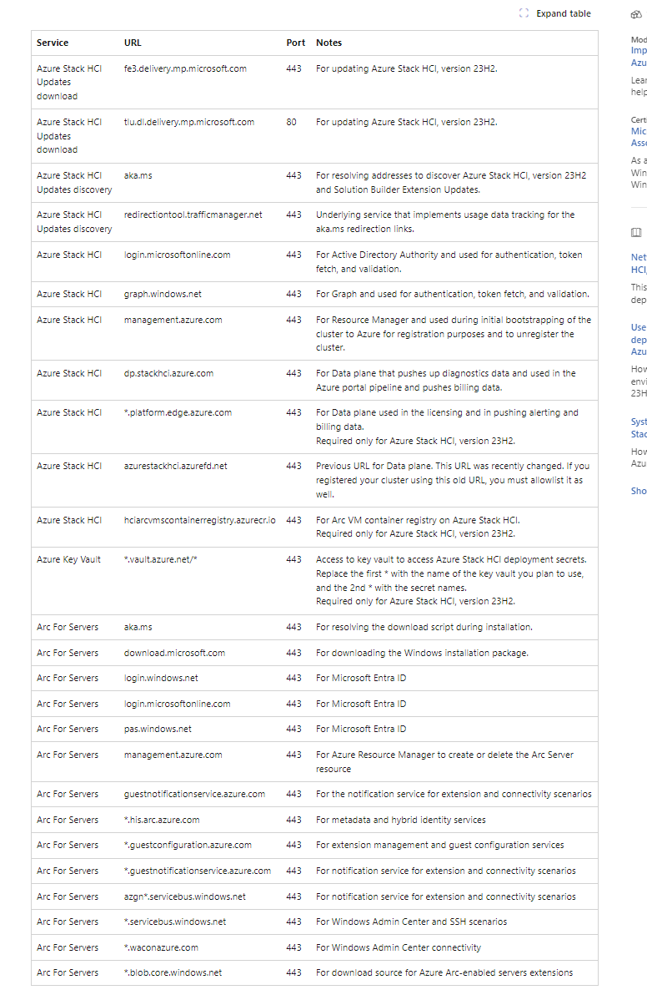 Expand table
Service URL Port Notes
Azure Stack HCI fe3.delivery.mp.microsoft.com 443 For updating Azure Stack HCI, version 23H2.
Updates
download
Azure Stack HCI tlu.dl.delivery.mp.microsoft.com 80 For updating Azure Stack HCI, version 23H2.
Updates
download
Azure Stack HCI aka.ms 443 For resolving addresses to discover Azure Stack HCI, version 23H2
Updates discovery and Solution Builder Extension Updates.
Azure Stack HCI redirectiontool.trafficmanager.net 443 Underlying service that implements usage data tracking for the
Updates discovery aka.ms redirection links.
Azure Stack HCI login.microsoftonline.com 443 For Active Directory Authority and used for authentication, token
fetch, and validation.
Azure Stack HCI graph.windows.net 443 For Graph and used for authentication, token fetch, and validation.
Azure Stack HCI management.azure.com 443 For Resource Manager and used during initial bootstrapping of the
cluster to Azure for registration purposes and to unregister the
cluster.
Azure Stack HCI dp.stackhci.azure.com 443 For Data plane that pushes up diagnostics data and used in the
Azure portal pipeline and pushes billing data.
Azure Stack HCI *.platform.edge.azure.com 443 For Data plane used in the licensing and in pushing alerting and
billing data.
Required only for Azure Stack HCI, version 23H2.
Azure Stack HCI azurestackhci.azurefd.net 443 Previous URL for Data plane. This URL was recently changed. If you
registered your cluster using this old URL, you must allowlist it as
well.
Azure Stack HCI hciarcvmscontainerregistry.azurecr.io 443 For Arc VM container registry on Azure Stack HCI.
Required only for Azure Stack HCI, version 23H2.
Azure Key Vault *.vault.azure.net/* 443 Access to key vault to access Azure Stack HCI deployment secrets.
Replace the first * with the name of the key vault you plan to use,
and the 2nd * with the secret names.
Required only for Azure Stack HCI, version 23H2.
Arc For Servers aka.ms 443 For resolving the download script during installation.
Arc For Servers download.microsoft.com 443 For downloading the Windows installation package.
Arc For Servers login.windows.net 443 For Microsoft Entra ID
Arc For Servers login.microsoftonline.com 443 For Microsoft Entra ID
Arc For Servers pas.windows.net 443 For Microsoft Entra ID
Arc For Servers management.azure.com 443 For Azure Resource Manager to create or delete the Arc Server
resource
Arc For Servers guestnotificationservice.azure.com 443 For the notification service for extension and connectivity scenarios
Arc For Servers *.his.arc.azure.com 443 For metadata and hybrid identity services
Arc For Servers *.guestconfiguration.azure.com 443 For extension management and guest configuration services
Arc For Servers *.guestnotificationservice.azure.com 443 For notification service for extension and connectivity scenarios
Arc For Servers azgn*.servicebus.windows.net 443 For notification service for extension and connectivity scenarios
Arc For Servers *.servicebus.windows.net 443 For Windows Admin Center and SSH scenarios
Arc For Servers *.waconazure.com 443 For Windows Admin Center connectivity
Arc For Servers *.blob.core.windows.net 443 For download source for Azure Arc-enabled servers extensions
As a
This
Use
How
How